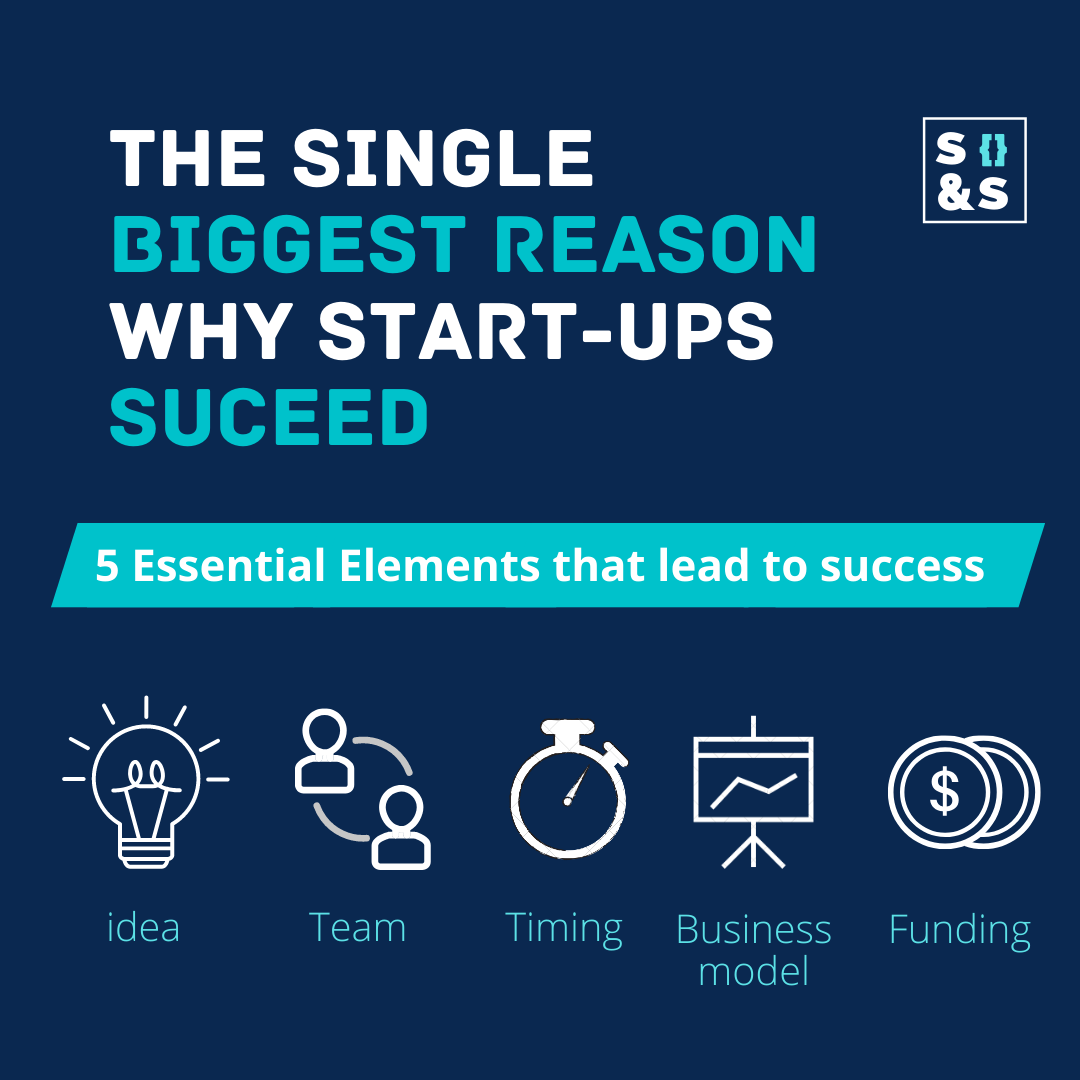 THE SINGLE
BIGGEST REASON
WHY START-UPS
SUCEED
S {}
&S
5 Essential Elements that lead to success
$
idea
Team
Timing
Business
model
Funding